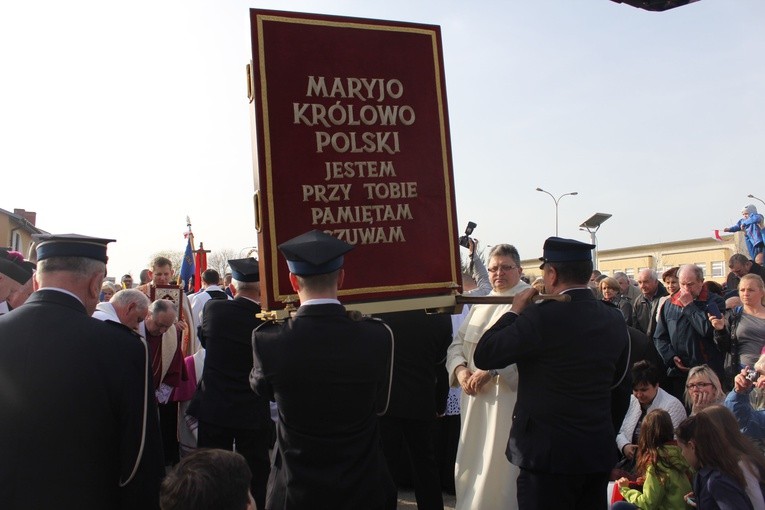 MARYJO
KRÓLOWO
POLSKI
JESTEM
PRZY TOBIE
PAMIĘTAM
CZUWAM